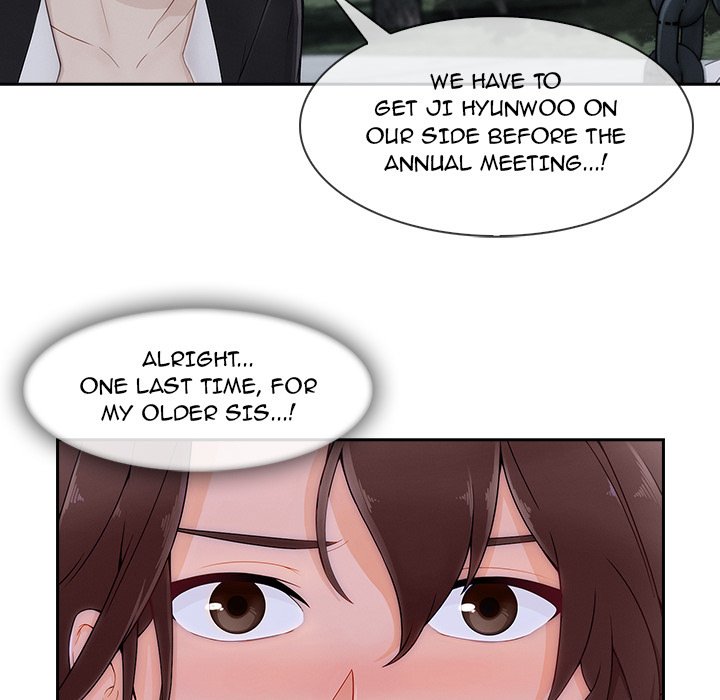 WE HAVE TO
GET JI HYUNWOO ON
OUR SIDE BEFORE THE
ANNUAL MEETING...!
ALRIGHT...
ONE LAST TIME, FOR
MY OLDER SIS...!